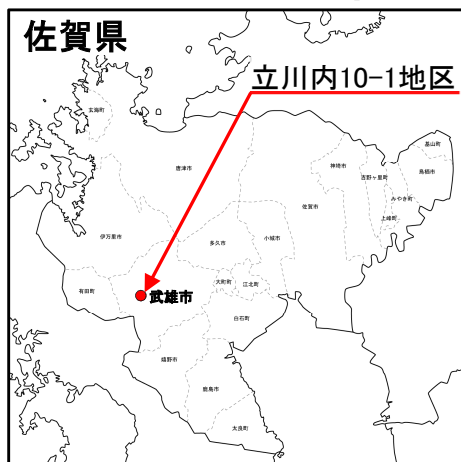 佐賀県
立川内10-1地区
玄海町
基山町
神埼市
吉野ヶ里町
鳥栖市
唐津市
みやき町
佐賀市
上峰町
伊万里市
小城市
多久市
大町町
江北町
有田町
武雄市
白石町
嬉野市
鹿島市
太良町